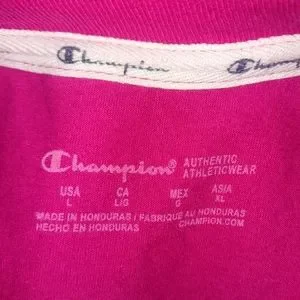 Champion Champion
Champion® AUTHENTIC ATHLETICWEAR
USA CA MEX ASIA
L L/G G XL
MADE IN HONDURAS / FABRIQUÉ AU HONDURAS
HECHO EN HONDURAS CHAMPION.COM